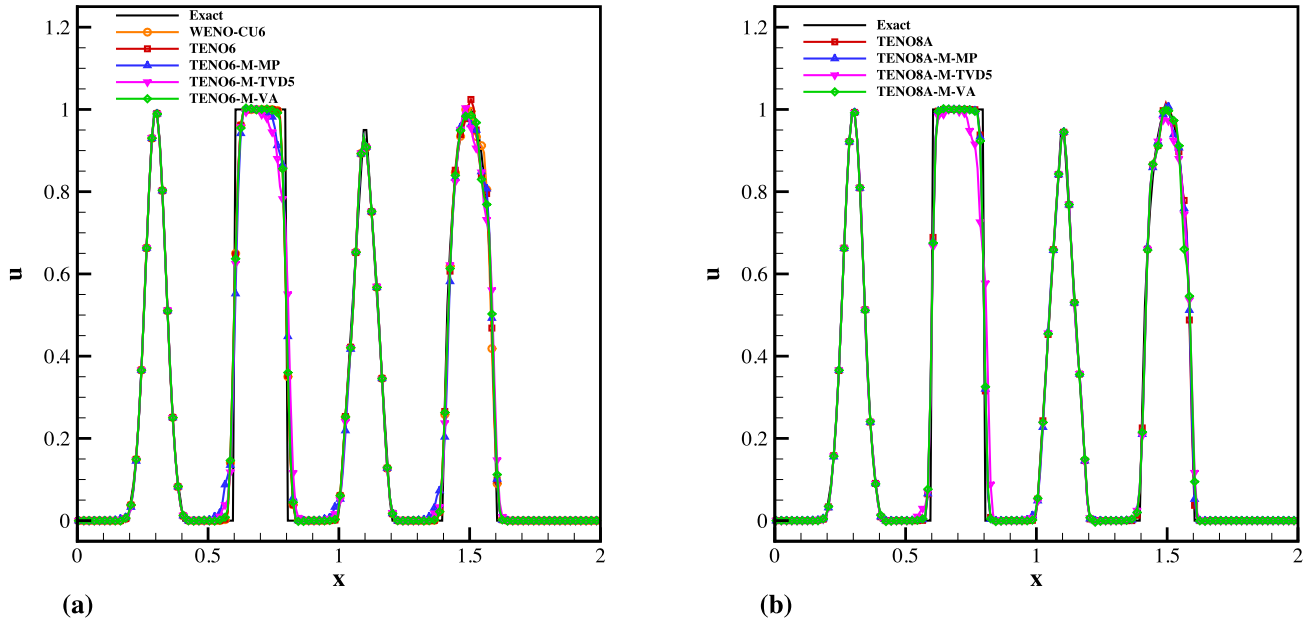 Exact
WENO-CU6
TENO6
TENO6-M-MP
TENO6-M-TVD5
TENO6-M-VA
u
1.2
1
0.8
0.6
0.4
0.2
0
0 0.5 1 1.5 2
x
(a)
Exact
TENO8A
TENO8A-M-MP
TENO8A-M-TVD5
TENO8A-M-VA
u
1.2
1
0.8
0.6
0.4
0.2
0
0 0.5 1 1.5 2
x
(b)